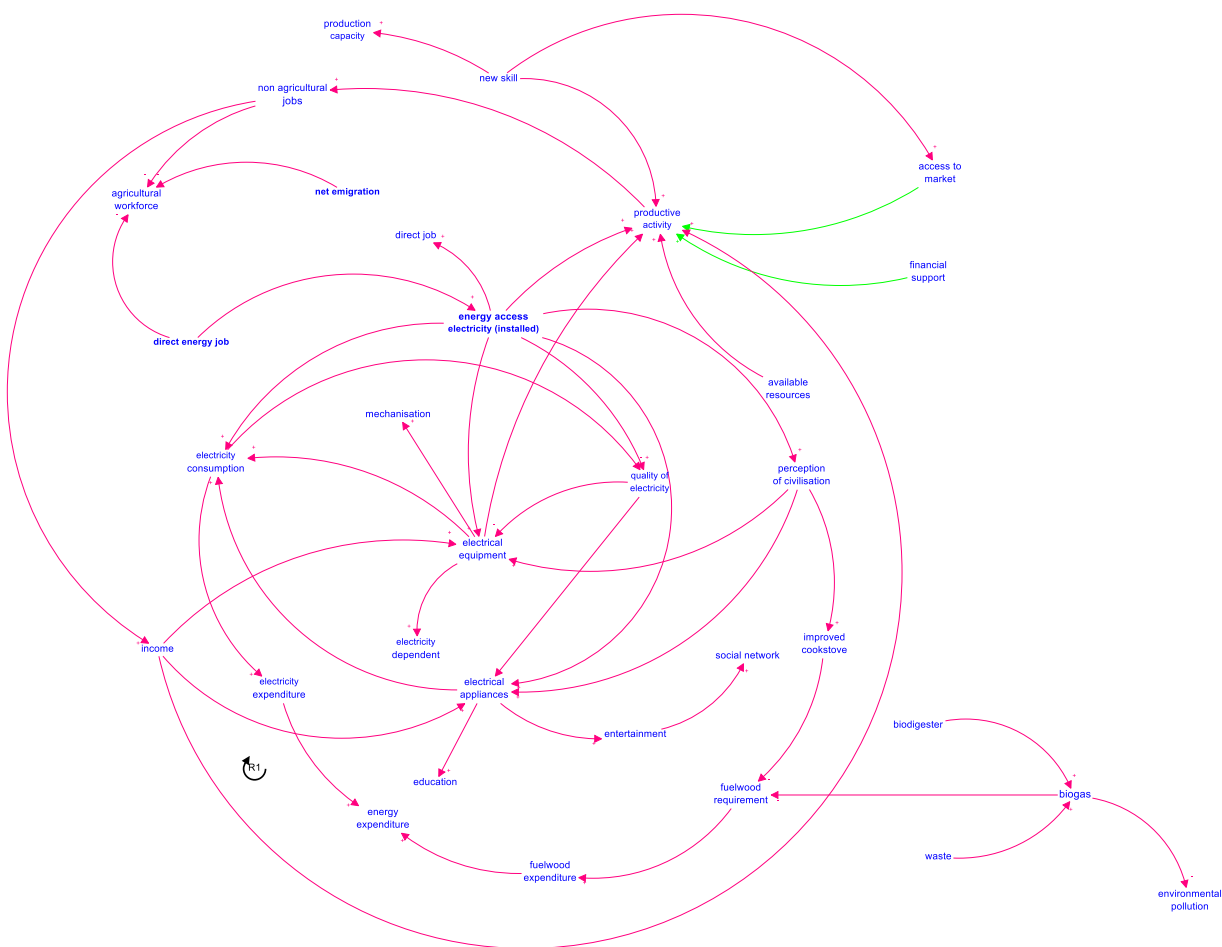 production
capacity
new skill
non agricultural
jobs
access to
market
net emigration
agricultural
workforce
productive
activity
direct job
financial
support
energy access
electricity (installed)
direct energy job
available
resources
mechanisation
electricity
consumption
quality of
electricity
perception
of civilisation
electrical
equipment
electricity
dependent
income
improved
cookstove
social network
electricity
expenditure
electrical
appliances
entertainment
biodigester
R1
education
fuelwood
requirement
biogas
energy
expenditure
waste
fuelwood
expenditure
environmental
pollution